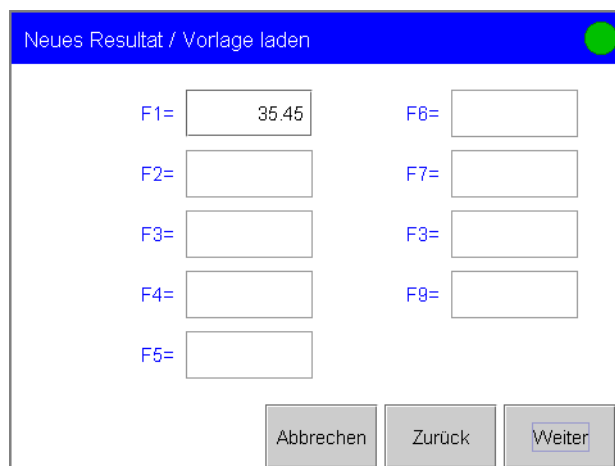 Neues Resultat / Vorlage laden
F1= 35.45 F6=
F2= F7=
F3= F3=
F4= F9=
F5=
Abbrechen Zurück Weiter